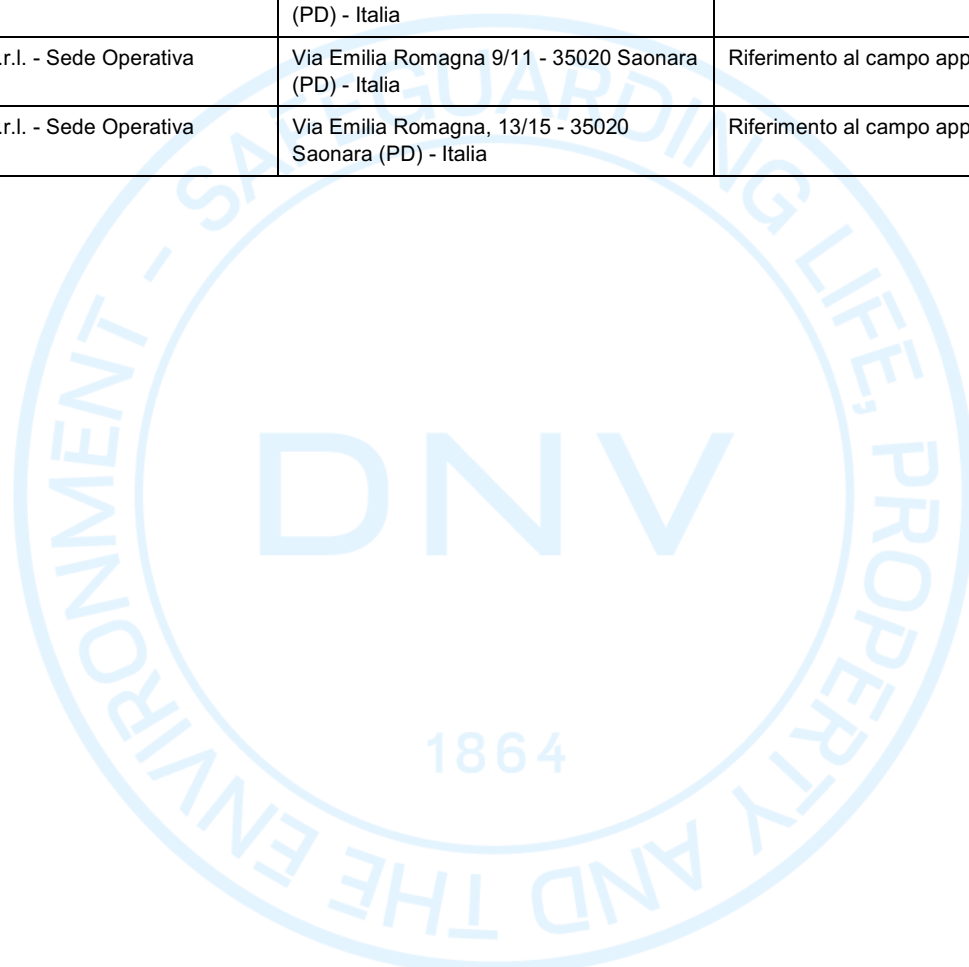 (PD) - Italia
.r.l. - Sede Operativa
Via Emilia Romagna 9/11 - 35020 Saonara
(PD) - Italia
Riferimento al campo app
.r.l. - Sede Operativa
Via Emilia Romagna, 13/15 - 35020
Saonara (PD) - Italia
Riferimento al campo app
SAFEGUARDING LIFE, PROPERTY AND THE ENVIRONMENT -
DNV
1864